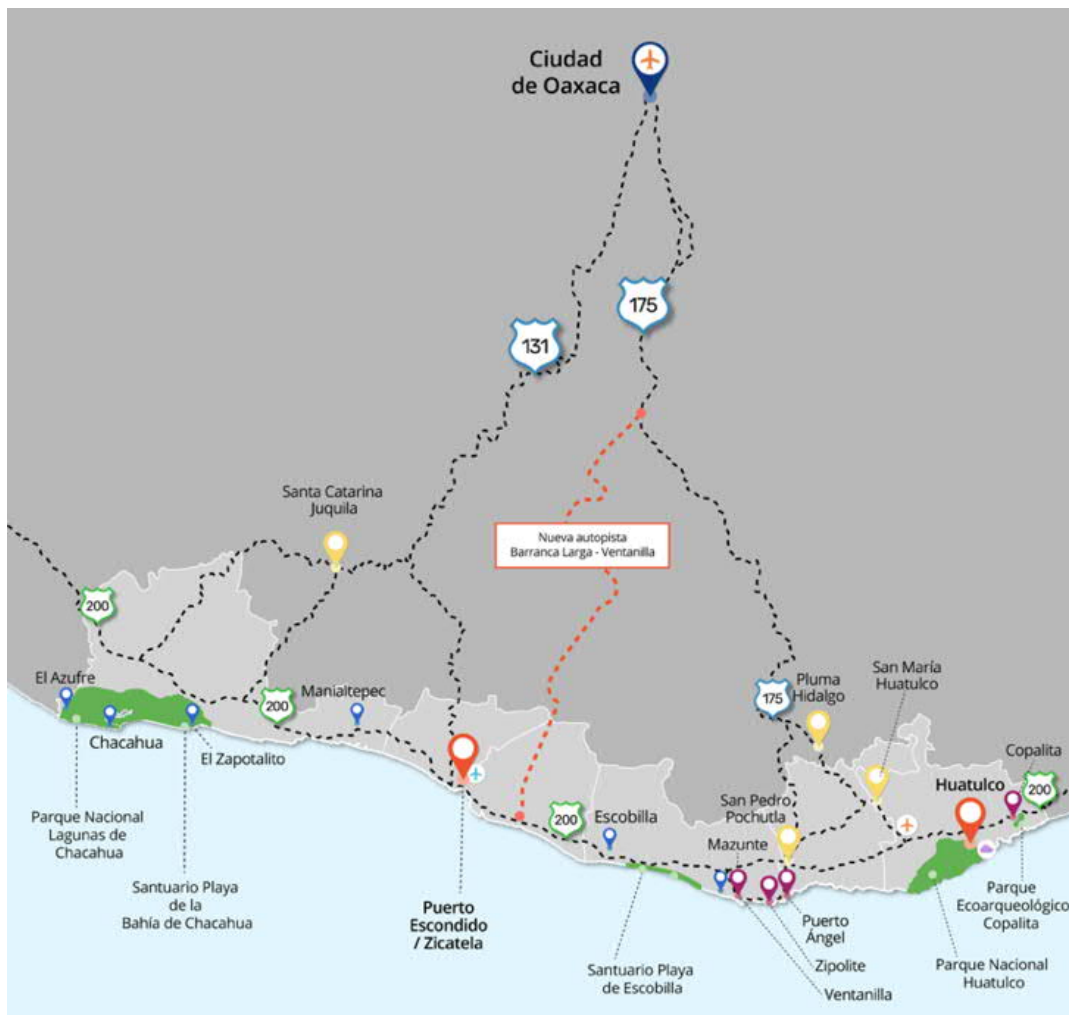 Ciudad
de Oaxaca
175
131
Santa Catarina
Juquila
Nueva autopista
Barranca Larga - Ventanilla
200
El Azufre
Chacahua
El Zapotalito
200
Manialtepec
175
Pluma
Hidalgo
San María
Huatulco
Copalita
200
Huatulco
200
Escobilla
San Pedro
Pochutla
Mazunte
Parque Nacional
Lagunas de
Chacahua
Santuario Playa
de la
Bahía de Chacahua
Puerto
Escondido
/ Zicatela
Santuario Playa
de Escobilla
Puerto
Ángel
Zipolite
Ventanilla
Parque
Ecoarqueológico
Copalita
Parque Nacional
Huatulco